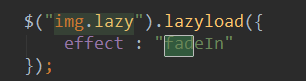 $("img.lazy").lazyload({
    effect : "fadeIn"
});